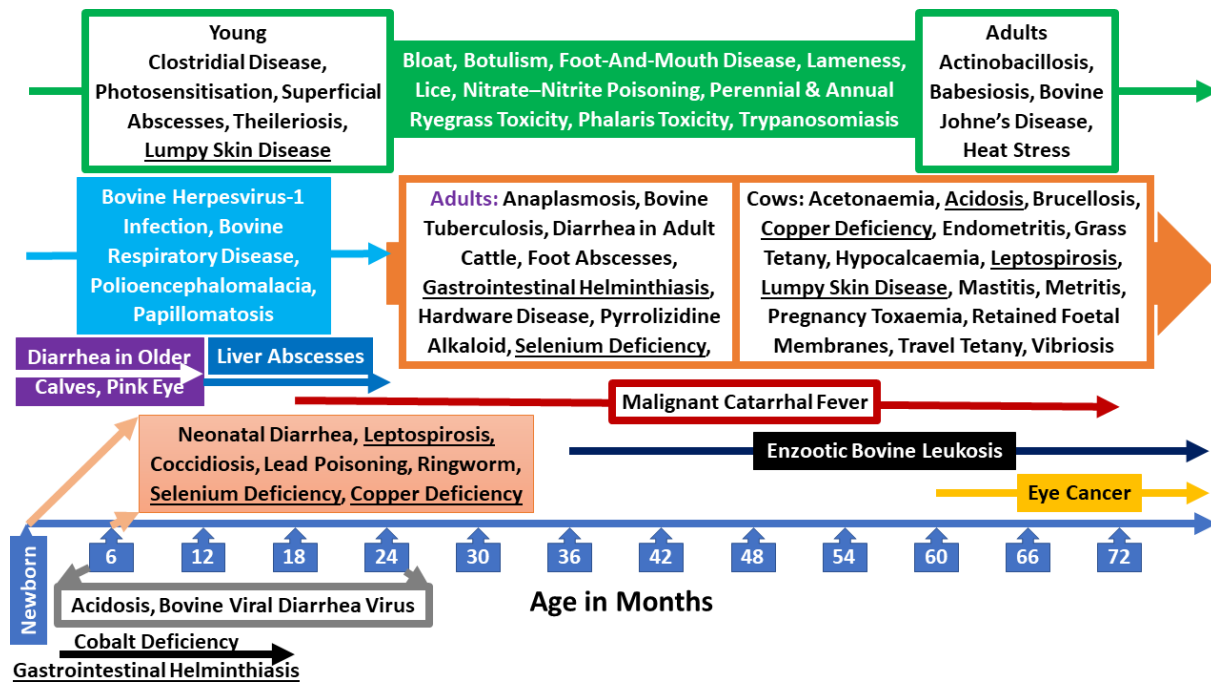 Young
Clostridial Disease,
Photosensitisation, Superficial
Abscesses, Theileriosis,
Lumpy Skin Disease
Bloat, Botulism, Foot-And-Mouth Disease, Lameness,
Lice, Nitrate–Nitrite Poisoning, Perennial & Annual
Ryegrass Toxicity, Phalaris Toxicity, Trypanosomiasis
Adults
Actinobacillosis,
Babesiosis, Bovine
Johne's Disease,
Heat Stress
Bovine Herpesvirus-1
Infection, Bovine
Respiratory Disease,
Polioencephalomalacia,
Papillomatosis
Adults: Anaplasmosis, Bovine
Tuberculosis, Diarrhea in Adult
Cattle, Foot Abscesses,
Gastrointestinal Helminthiasis,
Hardware Disease, Pyrrolizidine
Alkaloid, Selenium Deficiency,
Cows: Acetonaemia, Acidosis, Brucellosis,
Copper Deficiency, Endometritis, Grass
Tetany, Hypocalcaemia, Leptospirosis,
Lumpy Skin Disease, Mastitis, Metritis,
Pregnancy Toxaemia, Retained Foetal
Membranes, Travel Tetany, Vibriosis
Diarrhea in Older
Calves, Pink Eye
Liver Abscesses
Malignant Catarrhal Fever
Neonatal Diarrhea, Leptospirosis,
Coccidiosis, Lead Poisoning, Ringworm,
Selenium Deficiency, Copper Deficiency
Enzootic Bovine Leukosis
Eye Cancer
Newborn
6 12 18 24 30 36 42 48 54 60 66 72
Acidosis, Bovine Viral Diarrhea Virus
Age in Months
Cobalt Deficiency
Gastrointestinal Helminthiasis